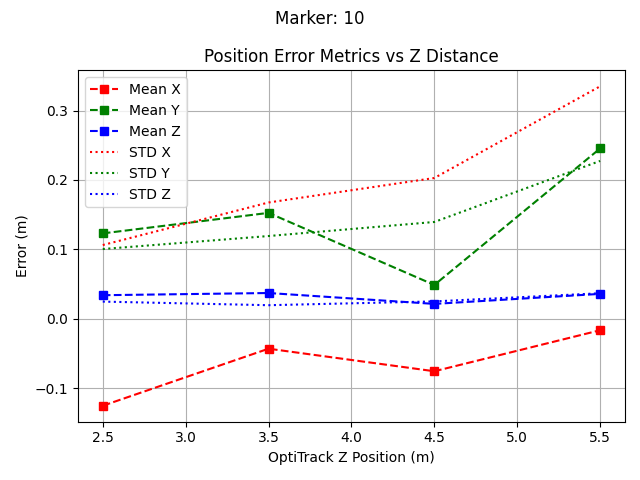 Marker: 10
Position Error Metrics vs Z Distance
Mean X
Mean Y
Mean Z
STD X
STD Y
STD Z
Error (m)
0.3
0.2
0.1
0.0
−0.1
2.5 3.0 3.5 4.0 4.5 5.0 5.5
OptiTrack Z Position (m)